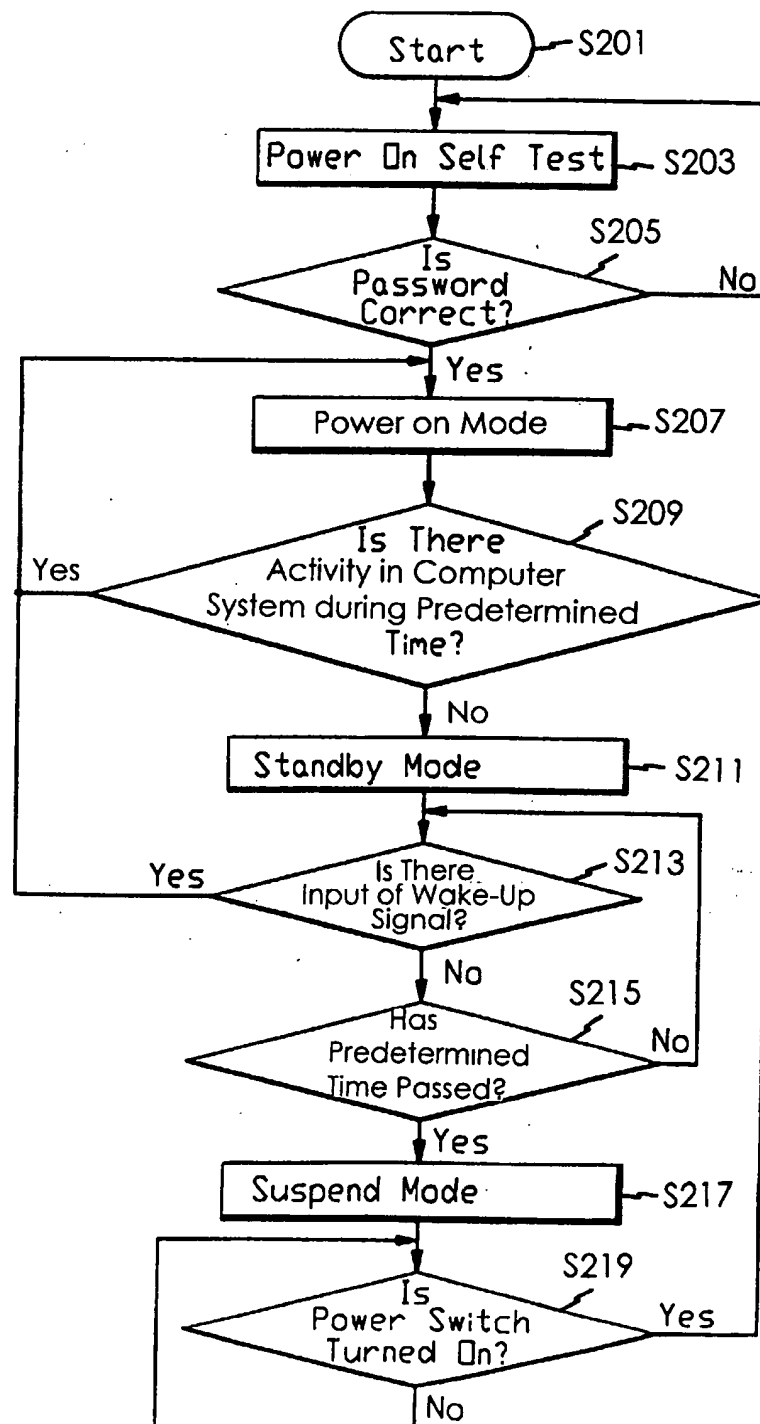 Start
S201
Power On Self Test
S203
S205
Is
Password
Correct?
No
Yes
Power on Mode
S207
S209
Is There
Activity in Computer
System during Predetermined
Time?
Yes
No
Standby Mode
S211
Is There
Input of Wake-Up
Signal?
S213
Yes
No
S215
Has
Predetermined
Time Passed?
No
Yes
Suspend Mode
S217
S219
Is
Power Switch
Turned On?
Yes
No